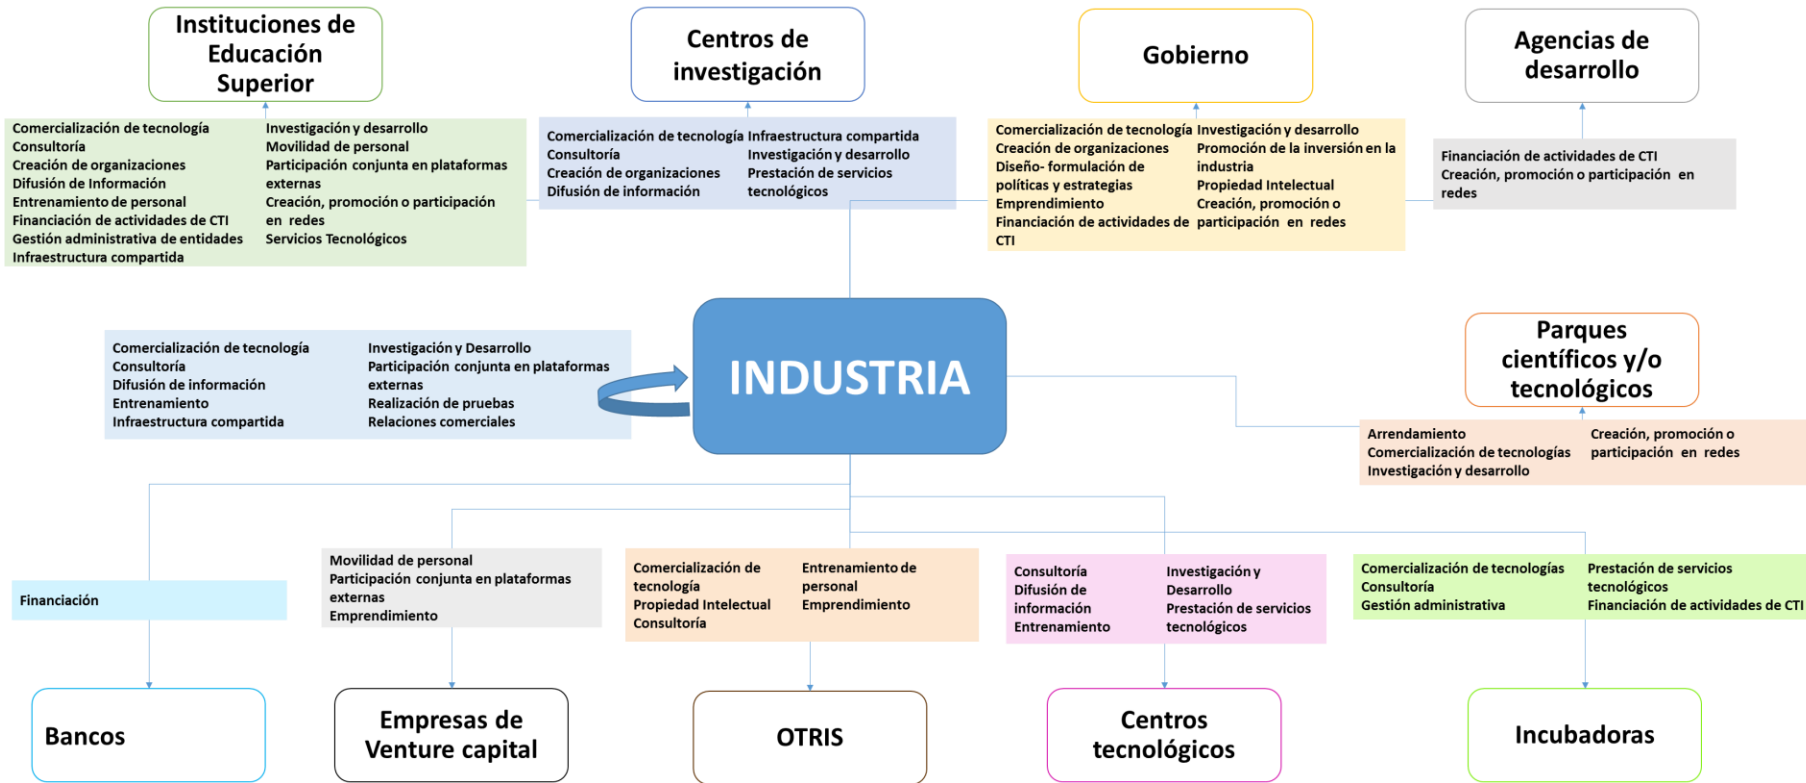 Instituciones de
Educación
Superior
Centros de
investigación
Gobierno
Agencias de
desarrollo
Comercialización de tecnología
Consultoría
Creación de organizaciones
Difusión de Información
Entrenamiento de personal
Financiación de actividades de CTI
Gestión administrativa de entidades
Infraestructura compartida
Investigación y desarrollo
Movilidad de personal
Participación conjunta en plataformas
externas
Creación, promoción o participación
en redes
Servicios Tecnológicos
Comercialización de tecnología
Consultoría
Creación de organizaciones
Difusión de información
Infraestructura compartida
Investigación y desarrollo
Prestación de servicios
tecnológicos
Comercialización de tecnología
Creación de organizaciones
Diseño- formulación de
políticas y estrategias
Emprendimiento
Financiación de actividades de
CTI
Investigación y desarrollo
Promoción de la inversión en la
industria
Propiedad Intelectual
Creación, promoción o
participación en redes
Financiación de actividades de CTI
Creación, promoción o participación en
redes
Comercialización de tecnología
Consultoría
Difusión de información
Entrenamiento
Infraestructura compartida
Investigación y Desarrollo
Participación conjunta en plataformas
externas
Realización de pruebas
Relaciones comerciales
INDUSTRIA
Parques
científicos y/o
tecnológicos
Arrendamiento
Comercialización de tecnologías
Investigación y desarrollo
Creación, promoción o
participación en redes
Financiación
Movilidad de personal
Participación conjunta en plataformas
externas
Emprendimiento
Comercialización de
tecnología
Propiedad Intelectual
Consultoría
Entrenamiento de
personal
Emprendimiento
Consultoría
Difusión de
información
Entrenamiento
Investigación y
Desarrollo
Prestación de servicios
tecnológicos
Comercialización de tecnologías
Consultoría
Gestión administrativa
Prestación de servicios
tecnológicos
Financiación de actividades de CTI
Bancos
Empresas de
Venture capital
OTRIS
Centros
tecnológicos
Incubadoras